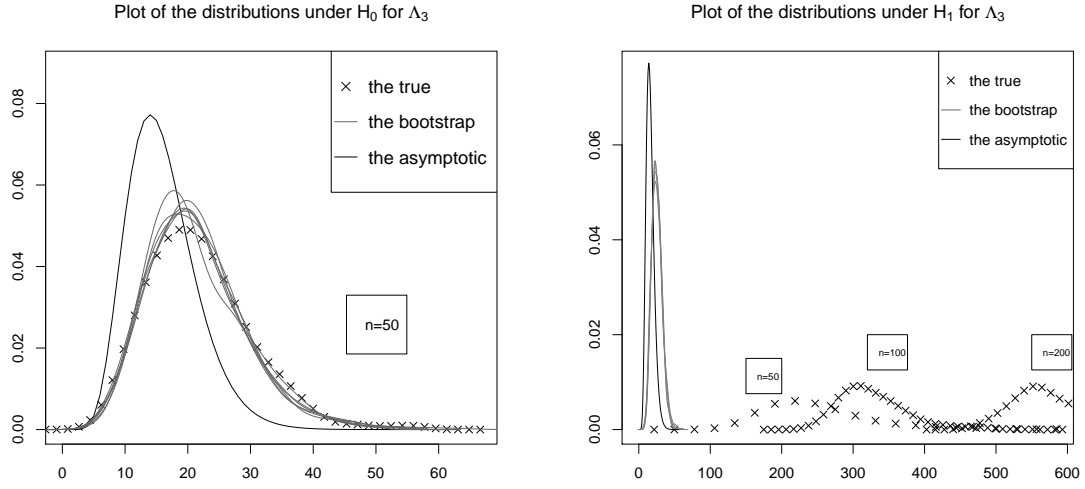 Plot of the distributions under H₀ for Λ₃
× the true
the bootstrap
the asymptotic
n=50
0.00
0.02
0.04
0.06
0.08
0 10 20 30 40 50 60
Plot of the distributions under H₁ for Λ₃
× the true
the bootstrap
the asymptotic
n=50
n=100
n=200
0.00
0.02
0.04
0.06
0 100 200 300 400 500 600